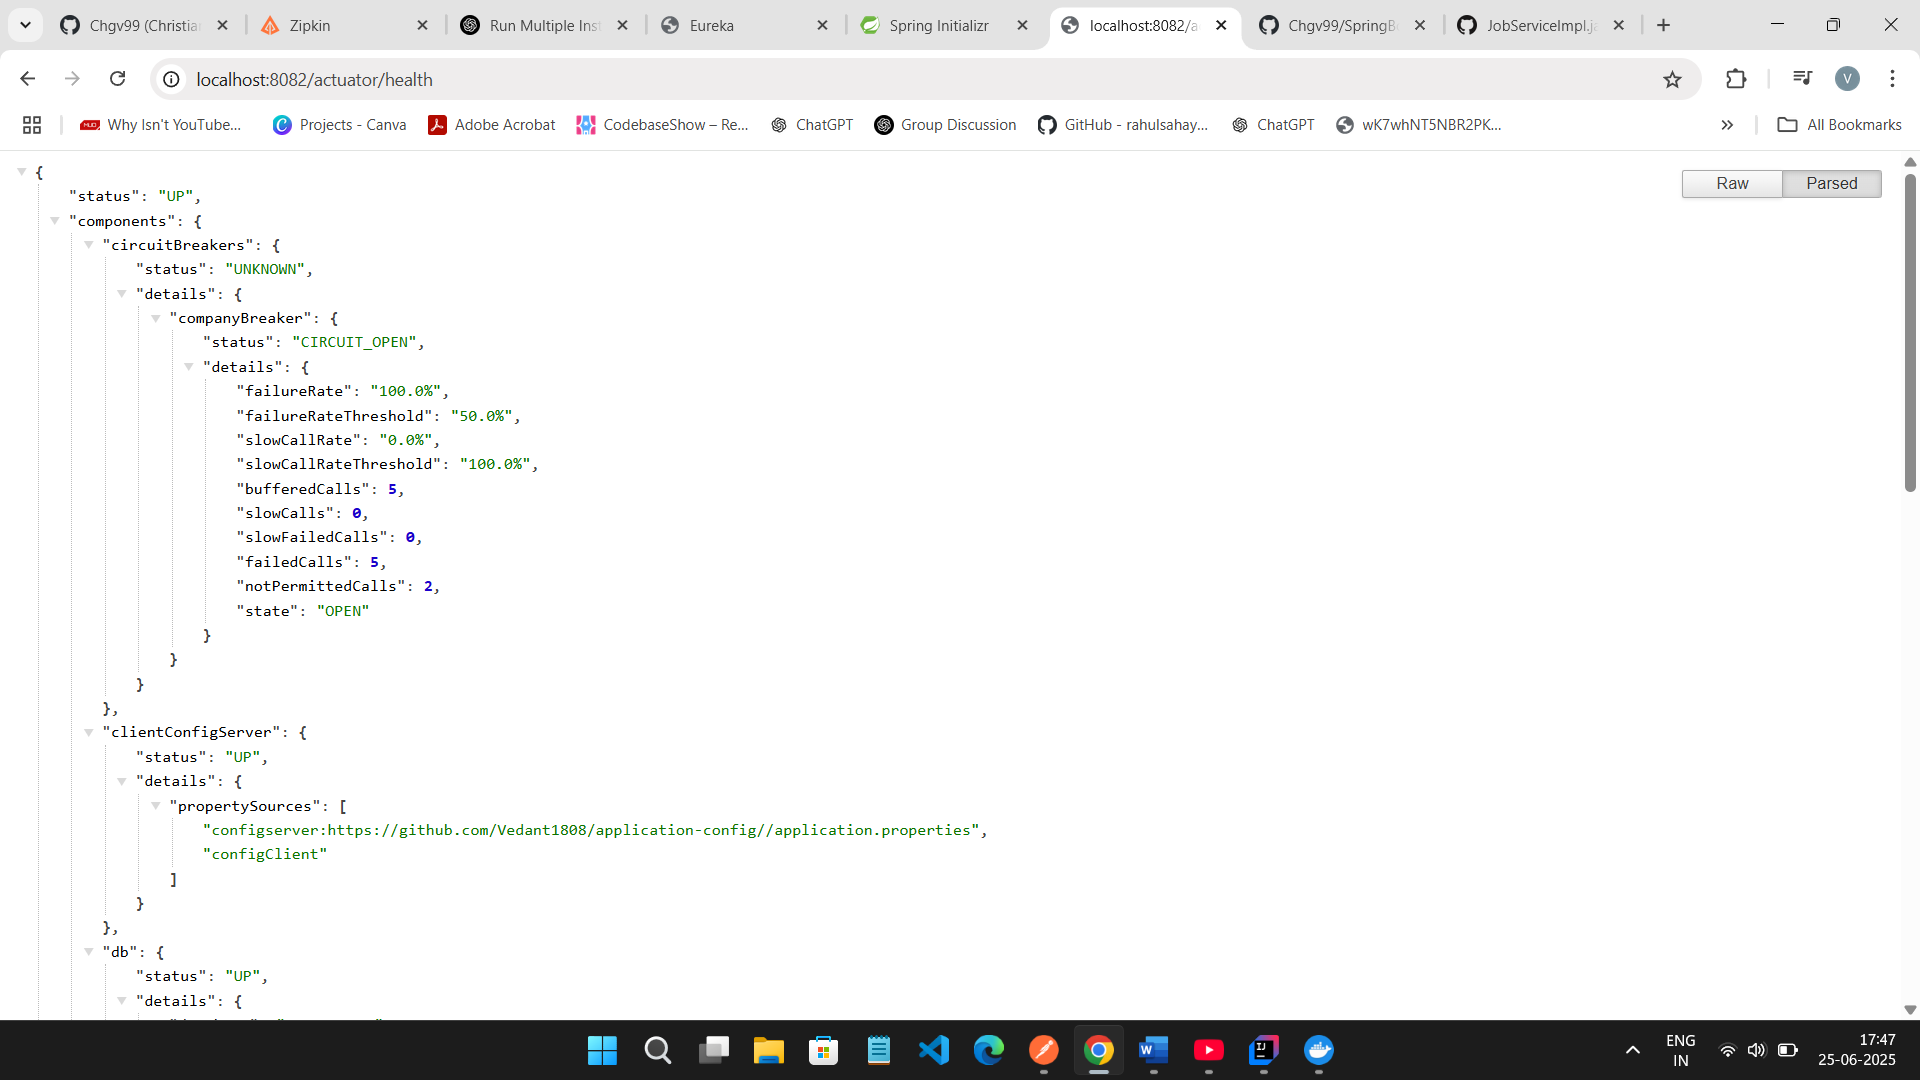 Chgv99 (Christian
Zipkin
Run Multiple Inst
Eureka
Spring Initializr
localhost:8082/a
Chgv99/SpringB
JobServiceImpl.ja
localhost:8082/actuator/health
V
Why Isn't YouTube...
Projects - Canva
Adobe Acrobat
CodebaseShow – Re...
ChatGPT
Group Discussion
GitHub - rahulsahay...
ChatGPT
wK7whNT5NBR2PK...
All Bookmarks
Raw
Parsed
{
"status": "UP",
"components": {
"circuitBreakers": {
"status": "UNKNOWN",
"details": {
"companyBreaker": {
"status": "CIRCUIT_OPEN",
"details": {
"failureRate": "100.0%",
"failureRateThreshold": "50.0%",
"slowCallRate": "0.0%",
"slowCallRateThreshold": "100.0%",
"bufferedCalls": 5,
"slowCalls": 0,
"slowFailedCalls": 0,
"failedCalls": 5,
"notPermittedCalls": 2,
"state": "OPEN"
}
}
}
},
"clientConfigServer": {
"status": "UP",
"details": {
"propertySources": [
"configserver:https://github.com/Vedant1808/application-config//application.properties",
"configClient"
]
}
},
"db": {
"status": "UP",
"details": {
ENG
IN
17:47
25-06-2025